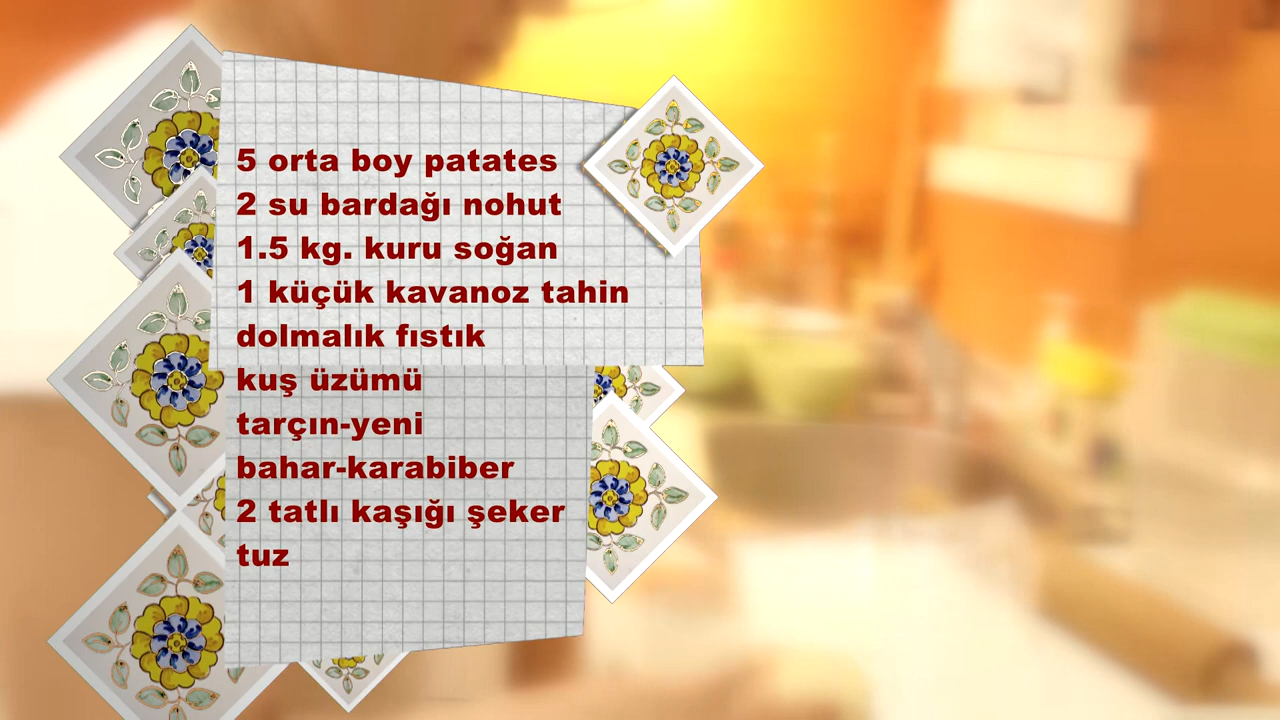 5 orta boy patates
2 su bardağı nohut
1.5 kg. kuru soğan
1 küçük kavanoz tahin
dolmalık fıstık
kuş üzümü
tarçın-yeni
bahar-karabiber
2 tatlı kaşığı şeker
tuz